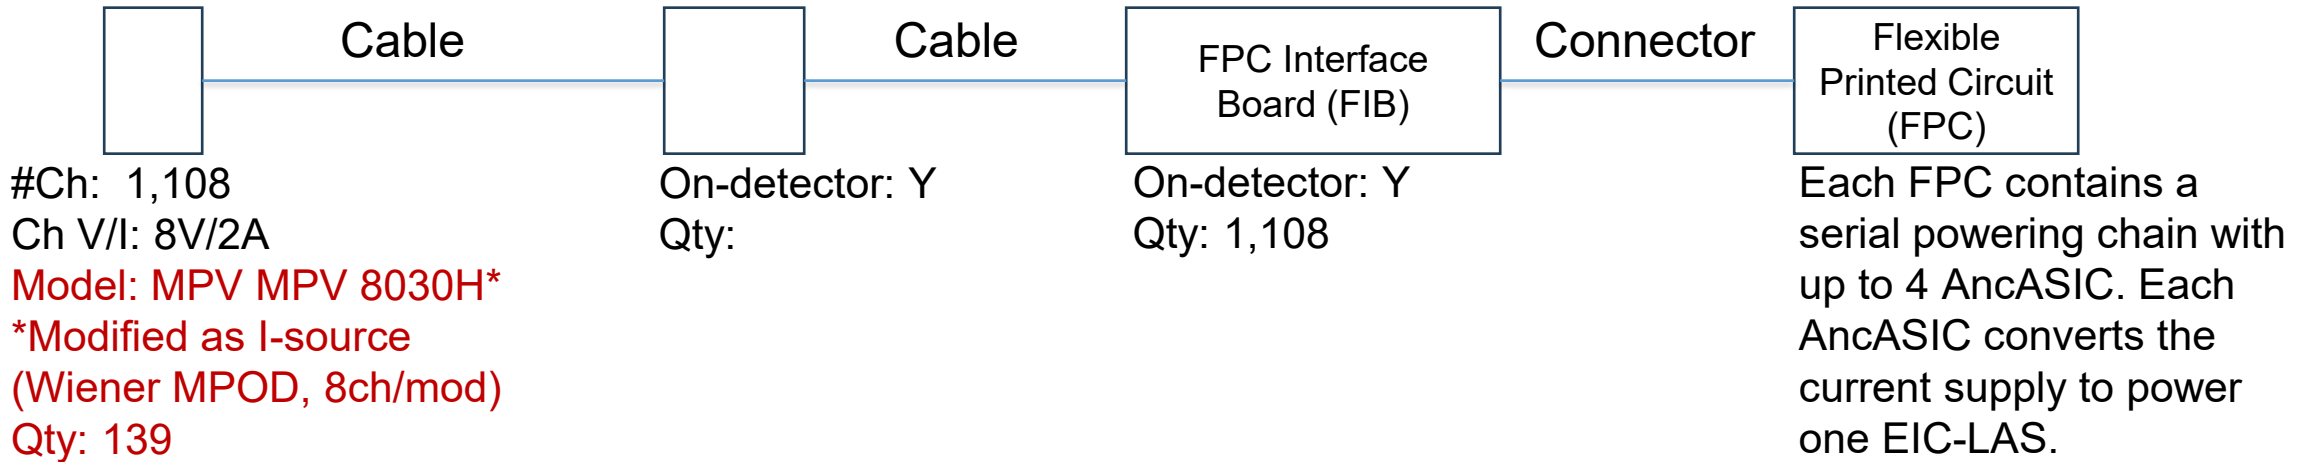 Cable
Cable
FPC Interface
Board (FIB)
Connector
Flexible
Printed Circuit
(FPC)
#Ch:  1,108
Ch V/I: 8V/2A
Model: MPV MPV 8030H*
*Modified as I-source
(Wiener MPOD, 8ch/mod)
Qty: 139
On-detector: Y
Qty:
On-detector: Y
Qty: 1,108
Each FPC contains a
serial powering chain with
up to 4 AncASIC. Each
AncASIC converts the
current supply to power
one EIC-LAS.